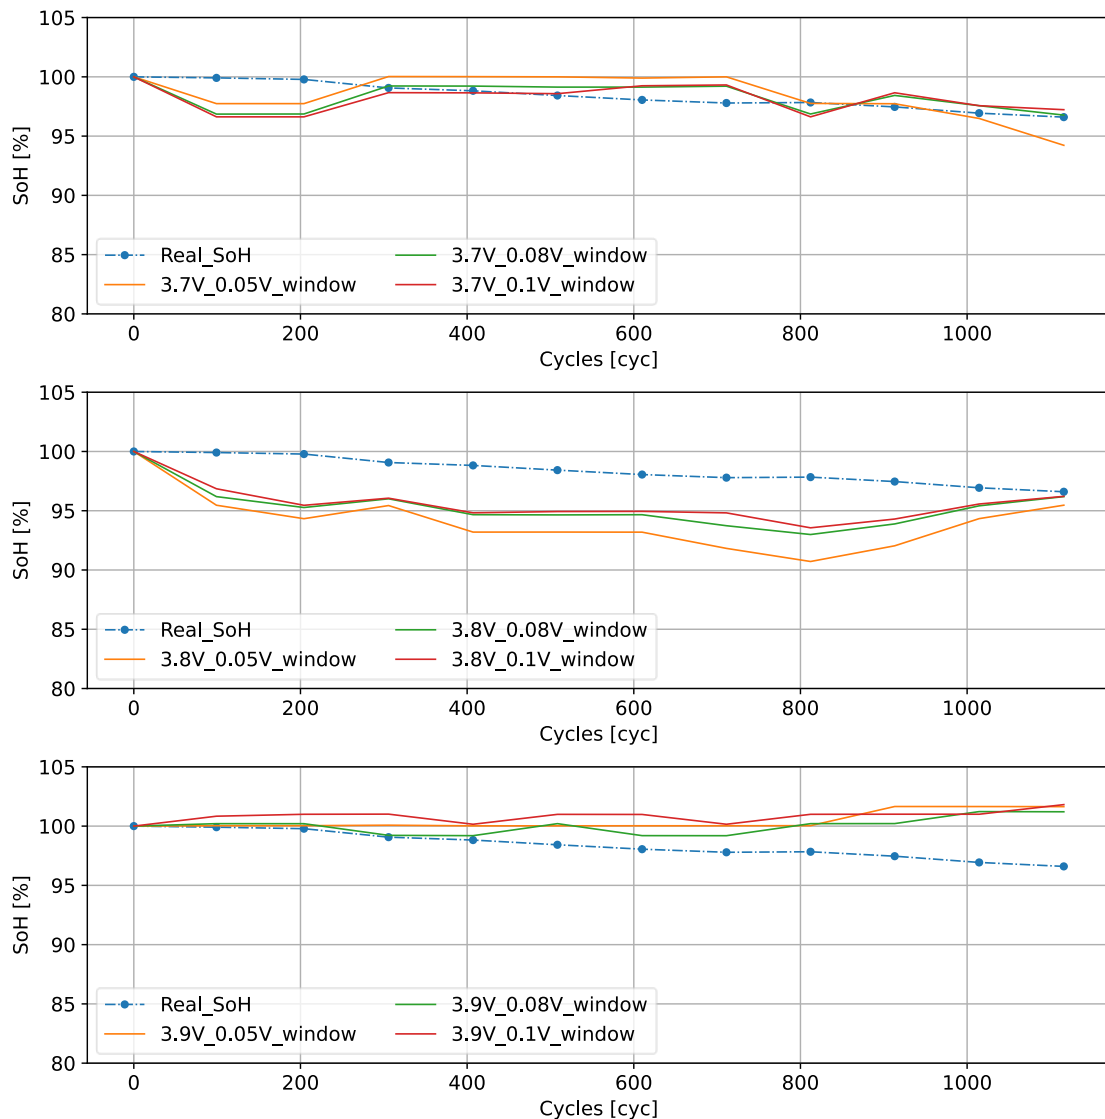 105
100
95
90
85
80
SoH [%]
Real_SoH
3.7V_0.05V_window
3.7V_0.08V_window
3.7V_0.1V_window
0 200 400 600 800 1000
Cycles [cyc]
105
100
95
90
85
80
SoH [%]
Real_SoH
3.8V_0.05V_window
3.8V_0.08V_window
3.8V_0.1V_window
0 200 400 600 800 1000
Cycles [cyc]
105
100
95
90
85
80
SoH [%]
Real_SoH
3.9V_0.05V_window
3.9V_0.08V_window
3.9V_0.1V_window
0 200 400 600 800 1000
Cycles [cyc]